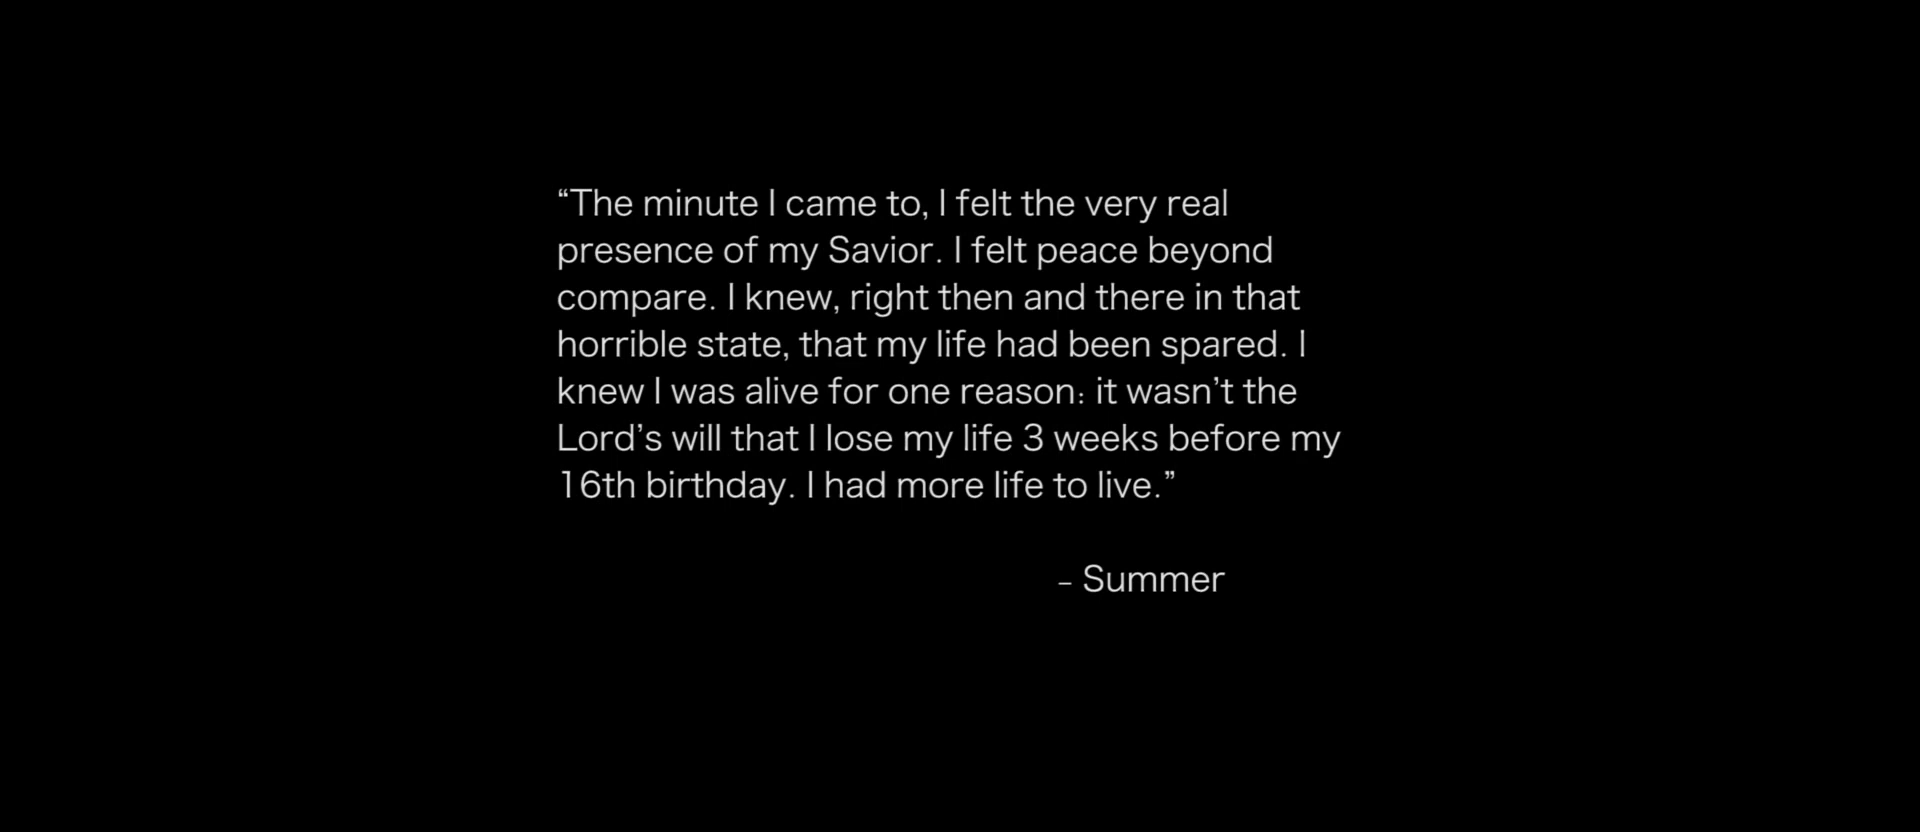 “The minute I came to, I felt the very real
presence of my Savior. I felt peace beyond
compare. I knew, right then and there in that
horrible state, that my life had been spared. I
knew I was alive for one reason: it wasn’t the
Lord’s will that I lose my life 3 weeks before my
16th birthday. I had more life to live.”
– Summer